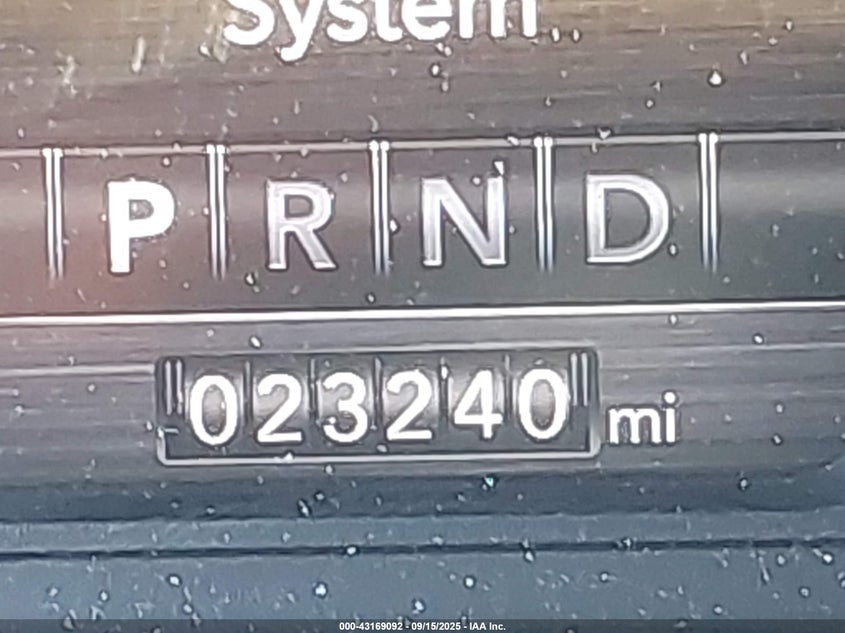 System
P R N D
023240 mi
000-43169092 - 09/15/2025 - IAA Inc.